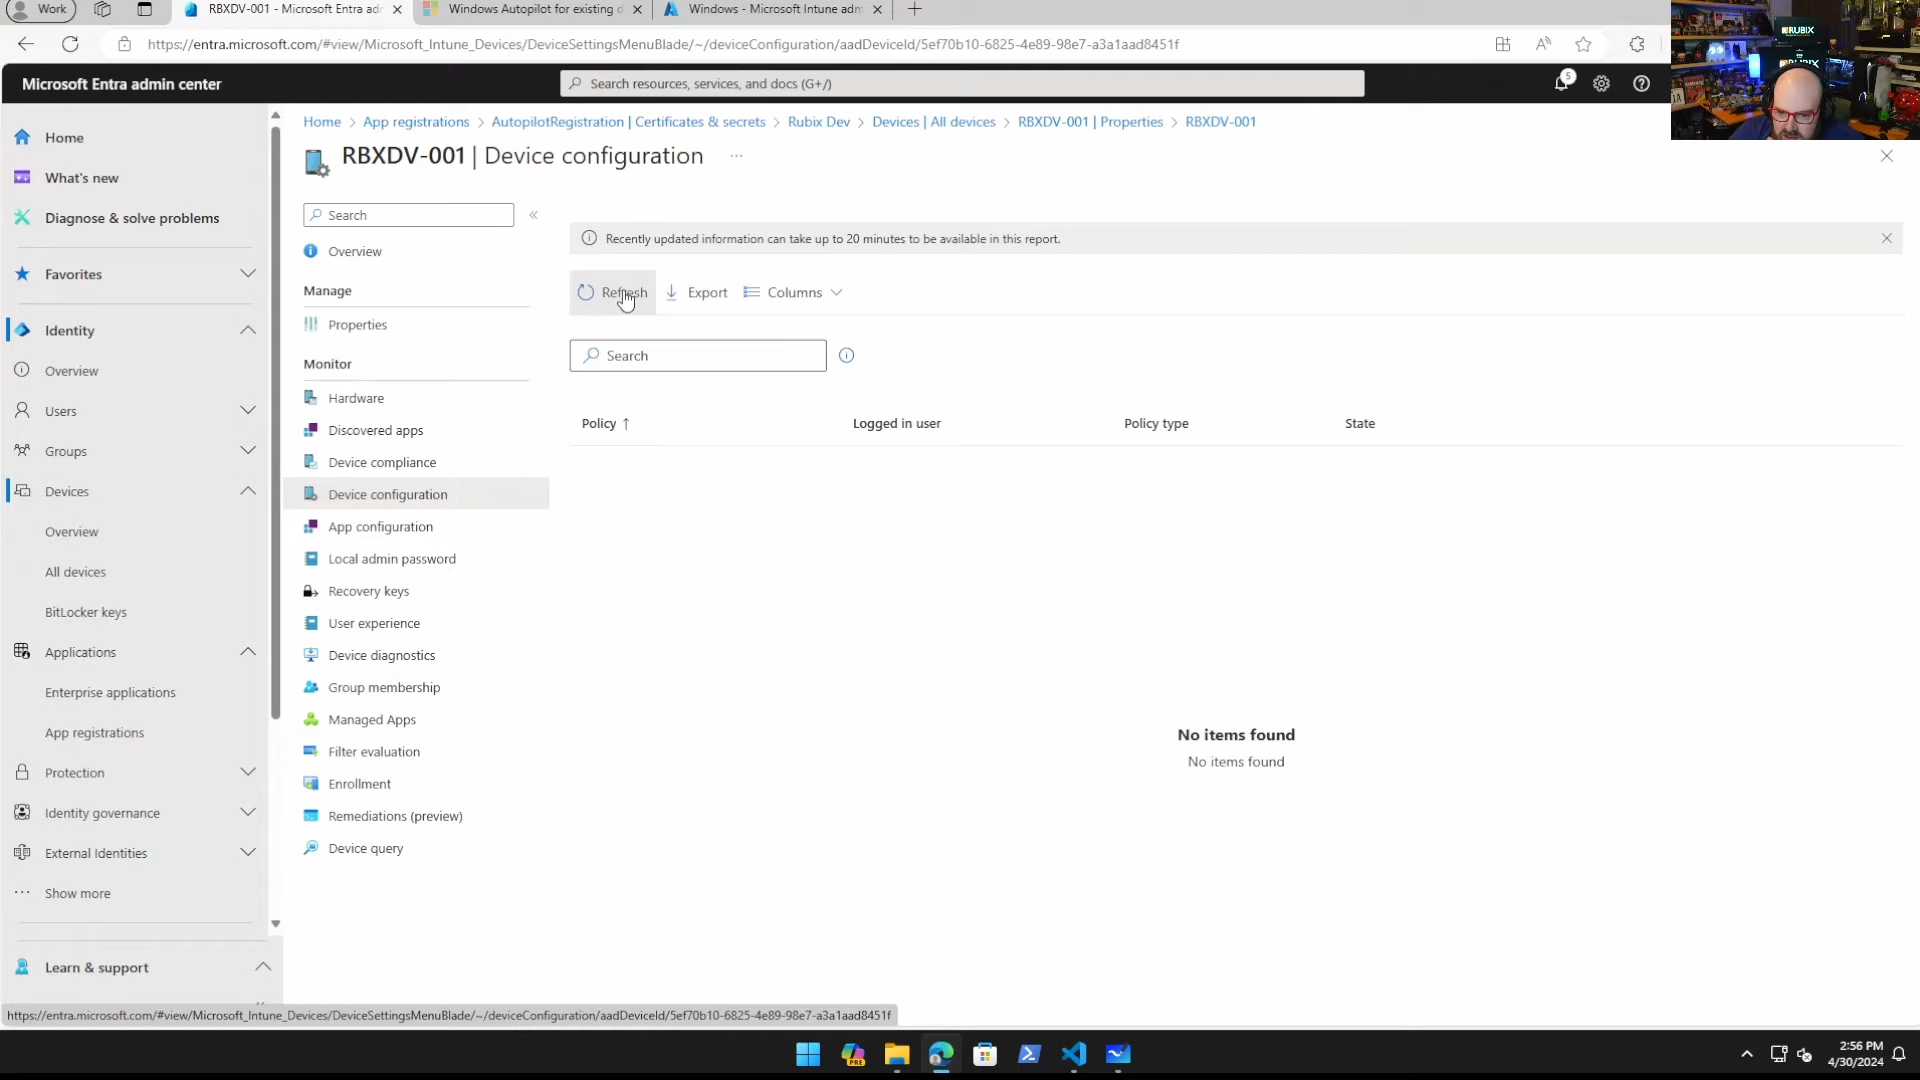 Work
RBXDV-001 - Microsoft Entra adm
Windows Autopilot for existing d
Windows - Microsoft Intune adm
https://entra.microsoft.com/#view/Microsoft_Intune_Devices/DeviceSettingsMenuBlade/~/deviceConfiguration/aadDeviceId/5ef70b10-6825-4e89-98e7-a3a1aad8451f
RUBIX
RUBIX
Microsoft Entra admin center
Search resources, services, and docs (G+/)
5
Home > App registrations > AutopilotRegistration | Certificates & secrets > Rubix Dev > Devices | All devices > RBXDV-001 | Properties > RBXDV-001
RBXDV-001 | Device configuration ...
Home
What's new
Diagnose & solve problems
Favorites
Identity
Overview
Users
Groups
Devices
Overview
All devices
BitLocker keys
Applications
Enterprise applications
App registrations
Protection
Identity governance
External Identities
Show more
Learn & support
Search
Overview
Manage
Properties
Monitor
Hardware
Discovered apps
Device compliance
Device configuration
App configuration
Local admin password
Recovery keys
User experience
Device diagnostics
Group membership
Managed Apps
Filter evaluation
Enrollment
Remediations (preview)
Device query
Recently updated information can take up to 20 minutes to be available in this report.
Refresh Export Columns
Search
Policy ↑ Logged in user Policy type State
No items found
No items found
https://entra.microsoft.com/#view/Microsoft_Intune_Devices/DeviceSettingsMenuBlade/~/deviceConfiguration/aadDeviceId/5ef70b10-6825-4e89-98e7-a3a1aad8451f
PRE
2:56 PM
4/30/2024